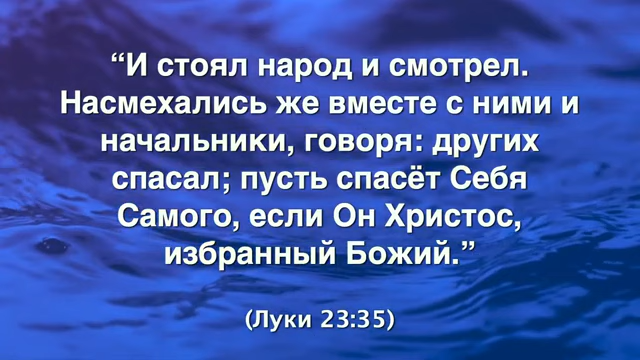 “И стоял народ и смотрел.
Насмехались же вместе с ними и
начальники, говоря: других
спасал; пусть спасёт Себя
Самого, если Он Христос,
избранный Божий.”
(Луки 23:35)